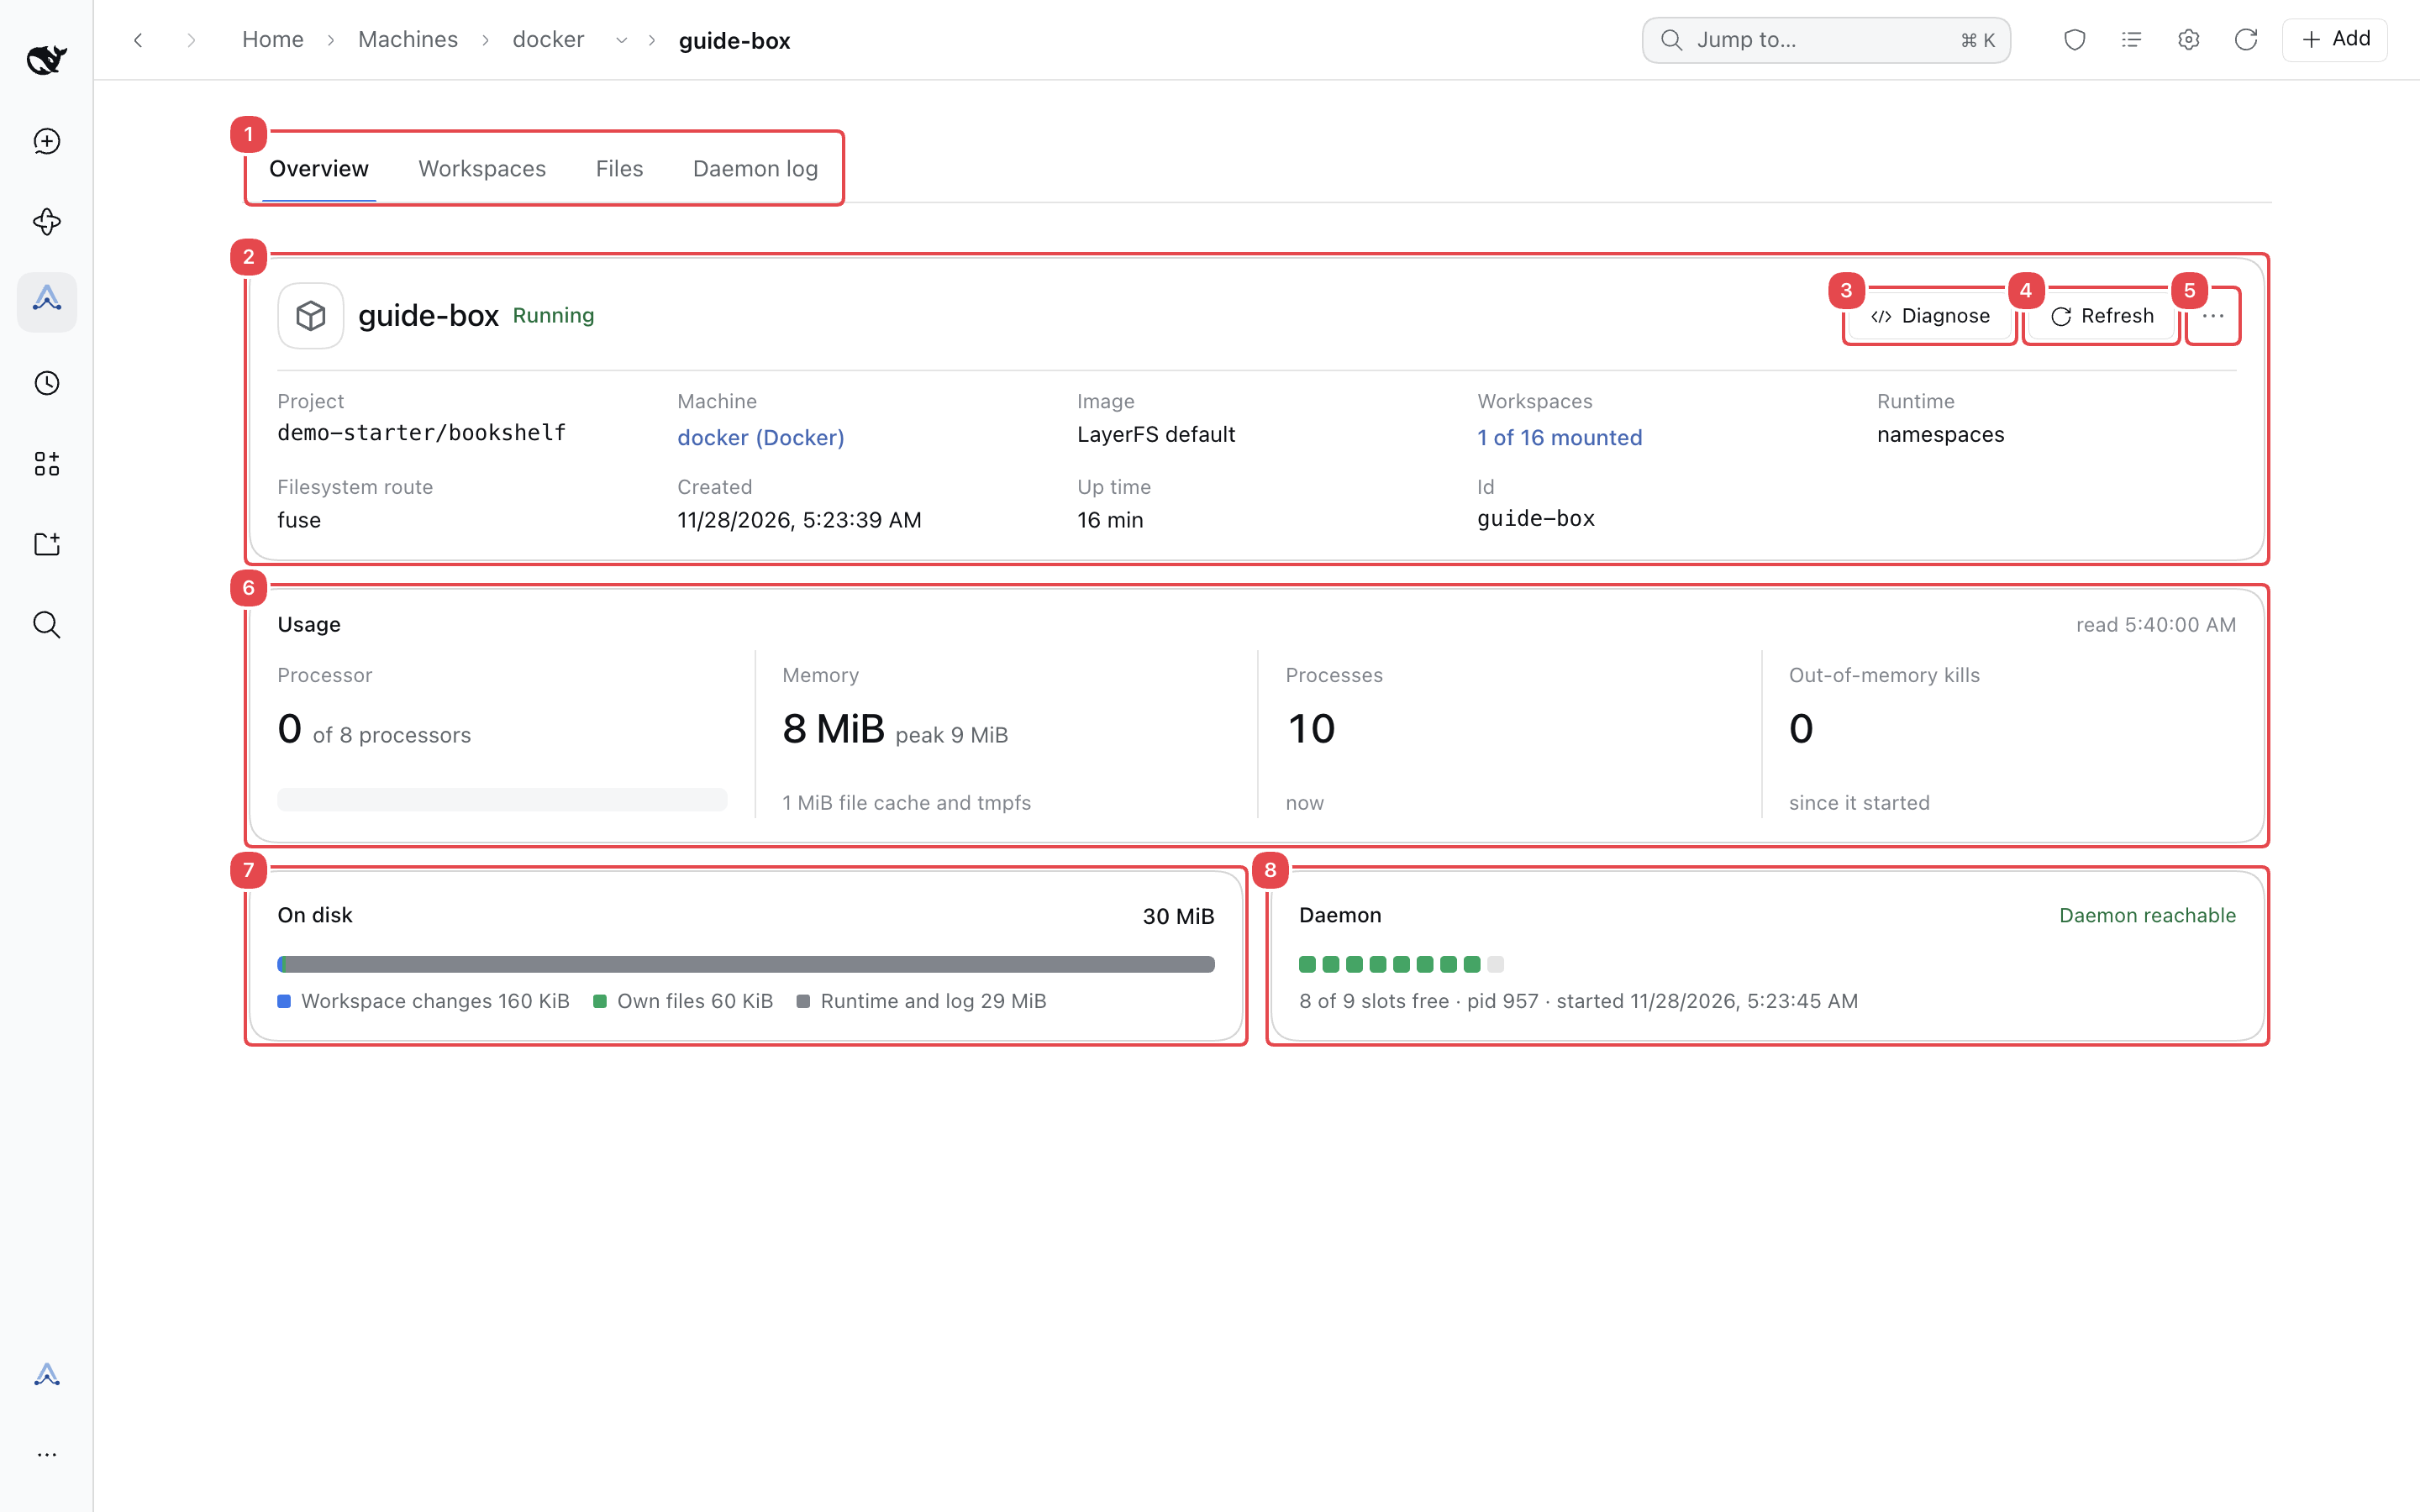 Home > Machines > docker > guide-box
Jump to... ⌘ K
+ Add
1
Overview Workspaces Files Daemon log
2
guide-box Running
3 </> Diagnose
4 Refresh
5 ...
Project Machine Image Workspaces Runtime
demo-starter/bookshelf docker (Docker) LayerFS default 1 of 16 mounted namespaces
Filesystem route Created Up time Id
fuse 11/28/2026, 5:23:39 AM 16 min guide-box
6
Usage read 5:40:00 AM
Processor Memory Processes Out-of-memory kills
0 of 8 processors 8 MiB peak 9 MiB 10 0
1 MiB file cache and tmpfs now since it started
7
On disk 30 MiB
Workspace changes 160 KiB Own files 60 KiB Runtime and log 29 MiB
8
Daemon Daemon reachable
8 of 9 slots free · pid 957 · started 11/28/2026, 5:23:45 AM